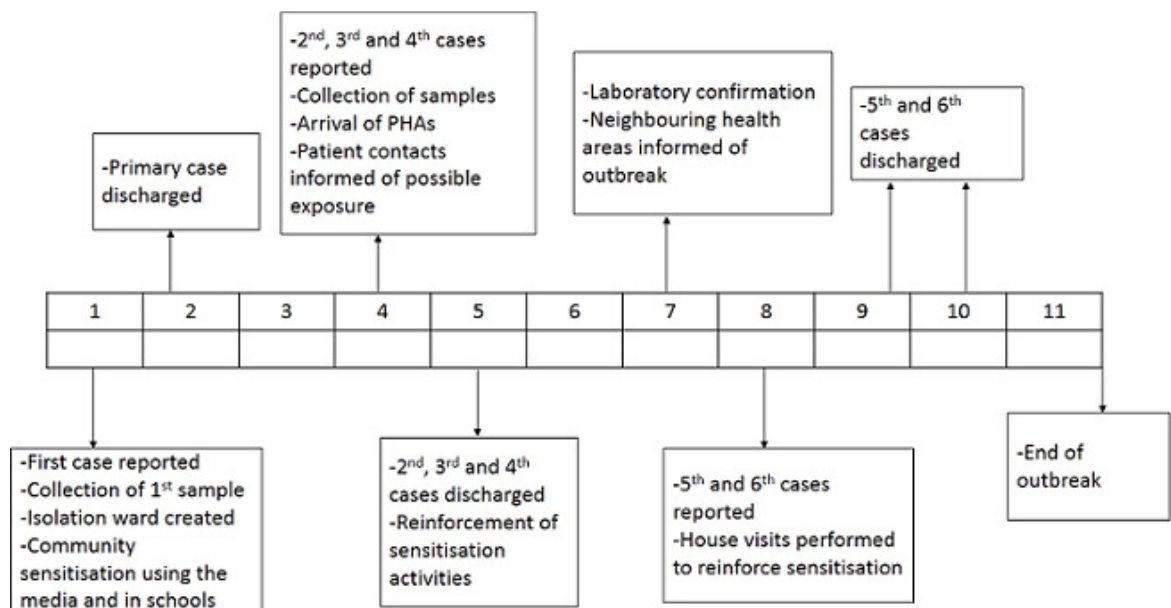 -Primary case
discharged
-2nd, 3rd and 4th cases
reported
-Collection of samples
-Arrival of PHAs
-Patient contacts
informed of possible
exposure
-Laboratory confirmation
-Neighbouring health
areas informed of
outbreak
-5th and 6th
cases
discharged
1 2 3 4 5 6 7 8 9 10 11
-First case reported
-Collection of 1st sample
-Isolation ward created
-Community
sensitisation using the
media and in schools
-2nd, 3rd and 4th
cases discharged
-Reinforcement of
sensitisation
activities
-5th and 6th cases
reported
-House visits performed
to reinforce sensitisation
-End of
outbreak